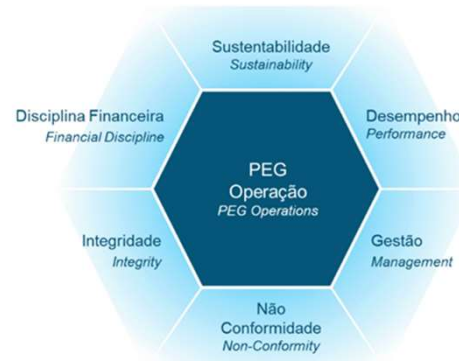 Sustentabilidade
Sustainability
Disciplina Financeira
Financial Discipline
Desempenho
Performance
PEG
Operação
PEG Operations
Integridade
Integrity
Gestão
Management
Não
Conformidade
Non-Conformity